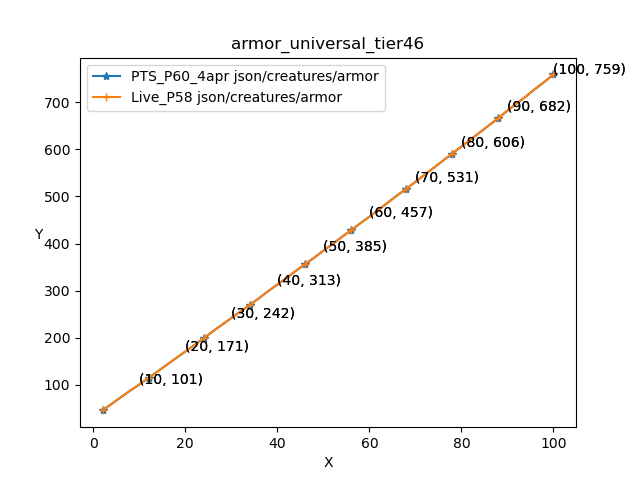 armor_universal_tier46
PTS_P60_4apr json/creatures/armor
Live_P58 json/creatures/armor
(100, 759)
(90, 682)
(80, 606)
(70, 531)
(60, 457)
(50, 385)
(40, 313)
(30, 242)
(20, 171)
(10, 101)
700
600
500
400
300
200
100
Y
0 20 40 60 80 100
X